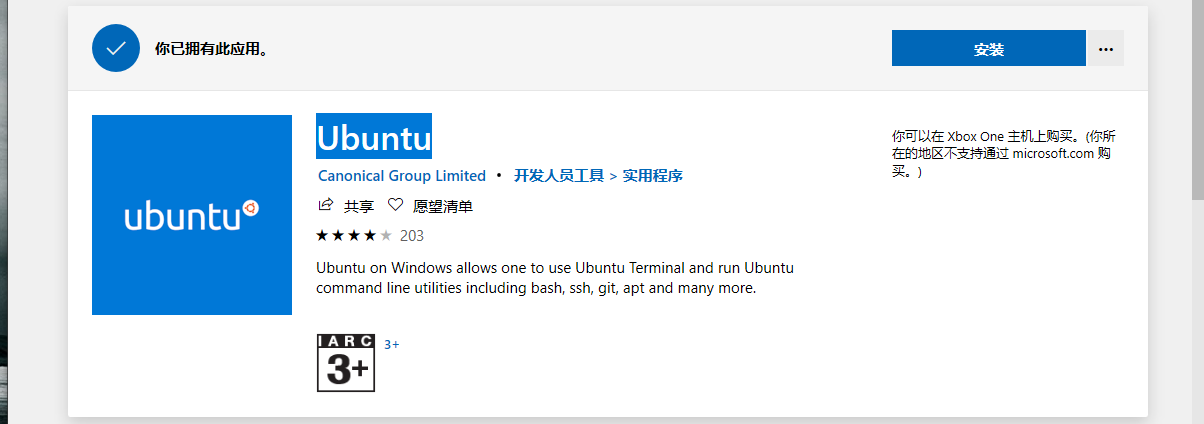 你已拥有此应用。
安装
Ubuntu
Canonical Group Limited • 开发人员工具 > 实用程序
共享 愿望清单
203
Ubuntu on Windows allows one to use Ubuntu Terminal and run Ubuntu
command line utilities including bash, ssh, git, apt and many more.
ubuntu
IARC
3+
3+
你可以在 Xbox One 主机上购买。(你所
在的地区不支持通过 microsoft.com 购
买。)